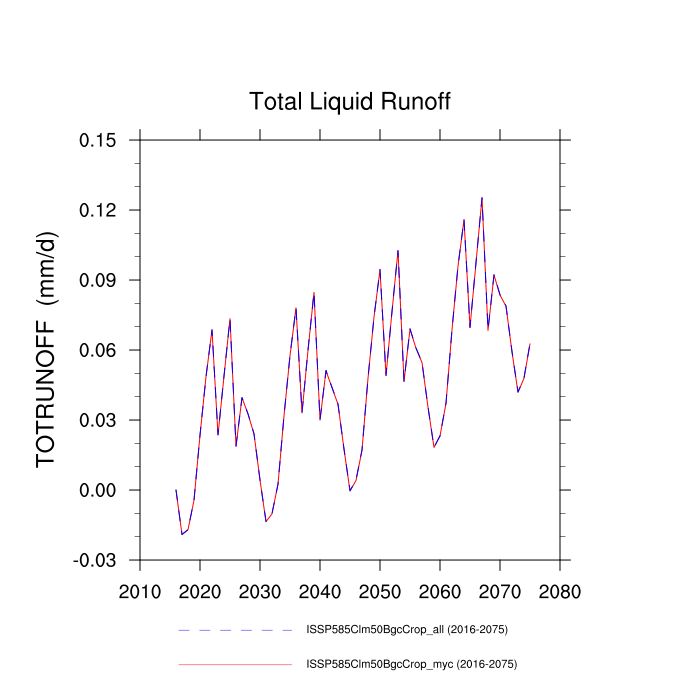 Total Liquid Runoff
TOTRUNOFF (mm/d)
0.15
0.12
0.09
0.06
0.03
0.00
-0.03
2010 2020 2030 2040 2050 2060 2070 2080
ISSP585Clm50BgcCrop_all (2016-2075)
ISSP585Clm50BgcCrop_myc (2016-2075)